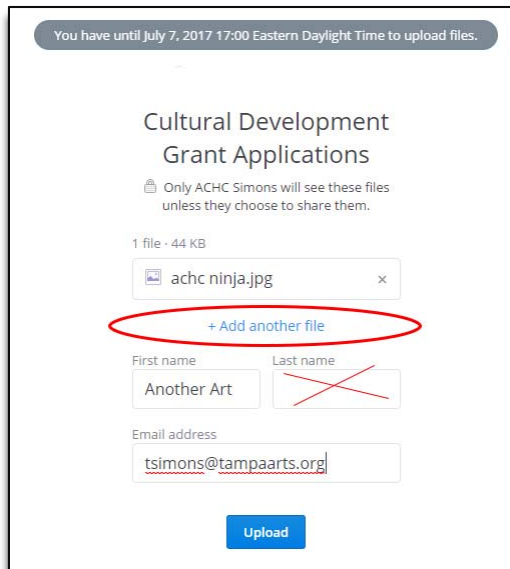 You have until July 7, 2017 17:00 Eastern Daylight Time to upload files.
Cultural Development
Grant Applications
Only ACHC Simons will see these files
unless they choose to share them.
1 file · 44 KB
achc ninja.jpg ×
+ Add another file
First name Last name
Another Art
Email address
tsimons@tampaarts.org
Upload